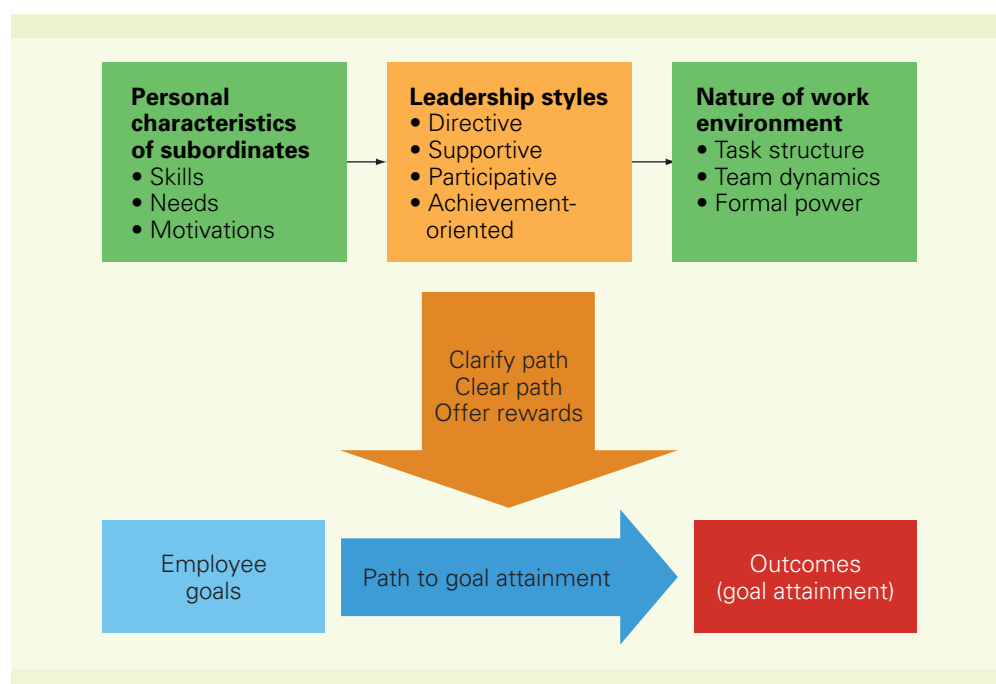 Personal
characteristics
of subordinates
• Skills
• Needs
• Motivations
Leadership styles
• Directive
• Supportive
• Participative
• Achievement-
oriented
Nature of work
environment
• Task structure
• Team dynamics
• Formal power
Clarify path
Clear path
Offer rewards
Employee
goals
Path to goal attainment
Outcomes
(goal attainment)